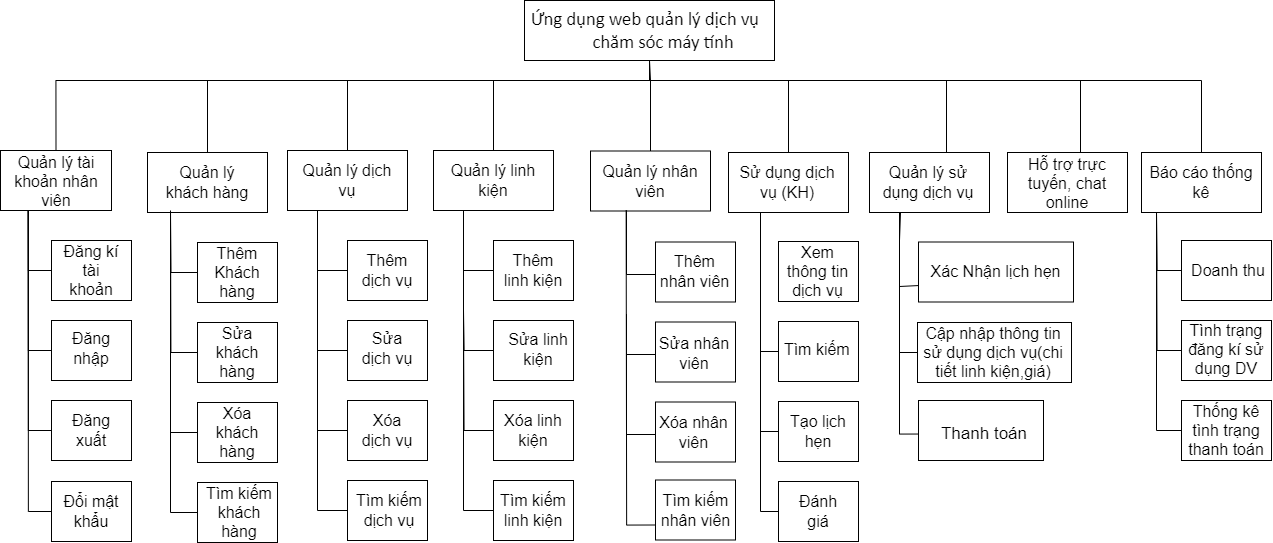 Ứng dụng web quản lý dịch vụ
chăm sóc máy tính
Quản lý tài
khoản nhân
viên
Quản lý
khách hàng
Quản lý dịch
vụ
Quản lý linh
kiện
Quản lý nhân
viên
Sử dụng dịch
vụ (KH)
Quản lý sử
dụng dịch vụ
Hỗ trợ trực
tuyến, chat
online
Báo cáo thống
kê
Đăng kí
tài
khoản
Đăng
nhập
Đăng
xuất
Đổi mật
khẩu
Thêm
Khách
hàng
Sửa
khách
hàng
Xóa
khách
hàng
Tìm kiếm
khách
hàng
Thêm
dịch vụ
Sửa
dịch vụ
Xóa
dịch vụ
Tìm kiếm
dịch vụ
Thêm
linh kiện
Sửa linh
kiện
Xóa linh
kiện
Tìm kiếm
linh kiện
Thêm
nhân viên
Sửa nhân
viên
Xóa nhân
viên
Tìm kiếm
nhân viên
Xem
thông tin
dịch vụ
Tìm kiếm
Tạo lịch
hẹn
Đánh
giá
Xác Nhận lịch hẹn
Cập nhập thông tin
sử dụng dịch vụ(chi
tiết linh kiện,giá)
Thanh toán
Doanh thu
Tình trạng
đăng kí sử
dụng DV
Thống kê
tình trạng
thanh toán